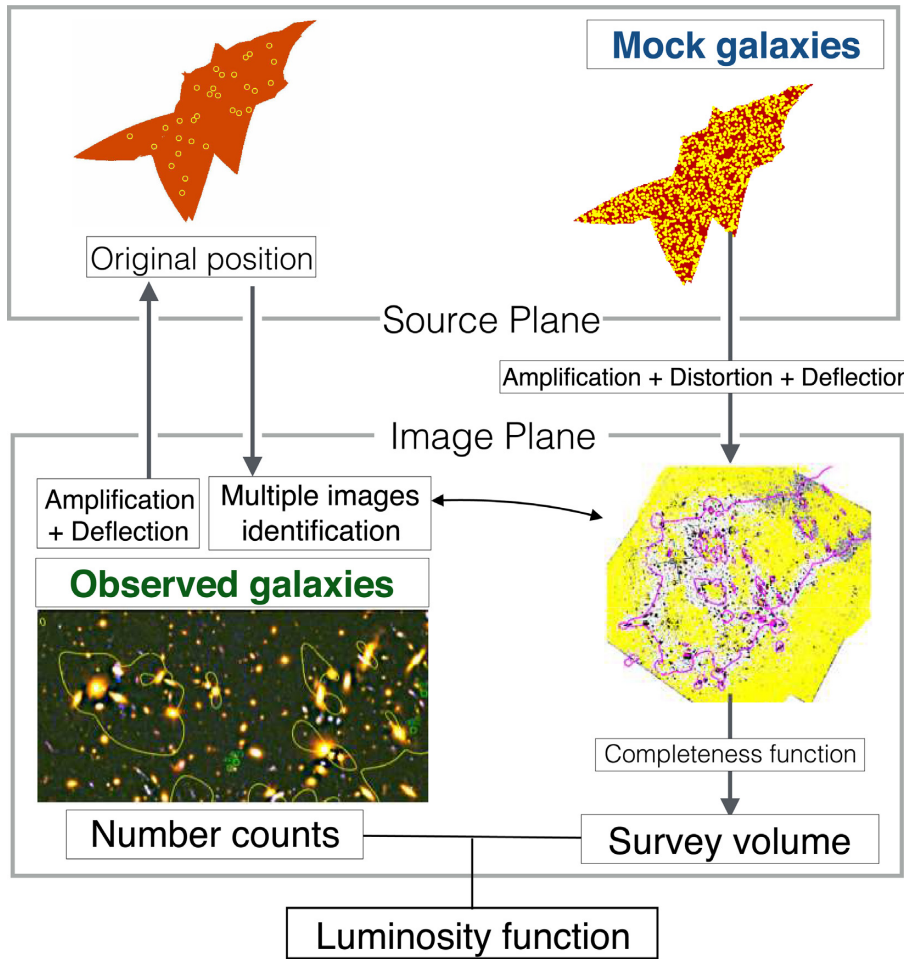 Mock galaxies
Original position
Source Plane
Amplification + Distortion + Deflection
Image Plane
Amplification
+ Deflection
Multiple images
identification
Observed galaxies
0
Completeness function
Number counts
Survey volume
Luminosity function